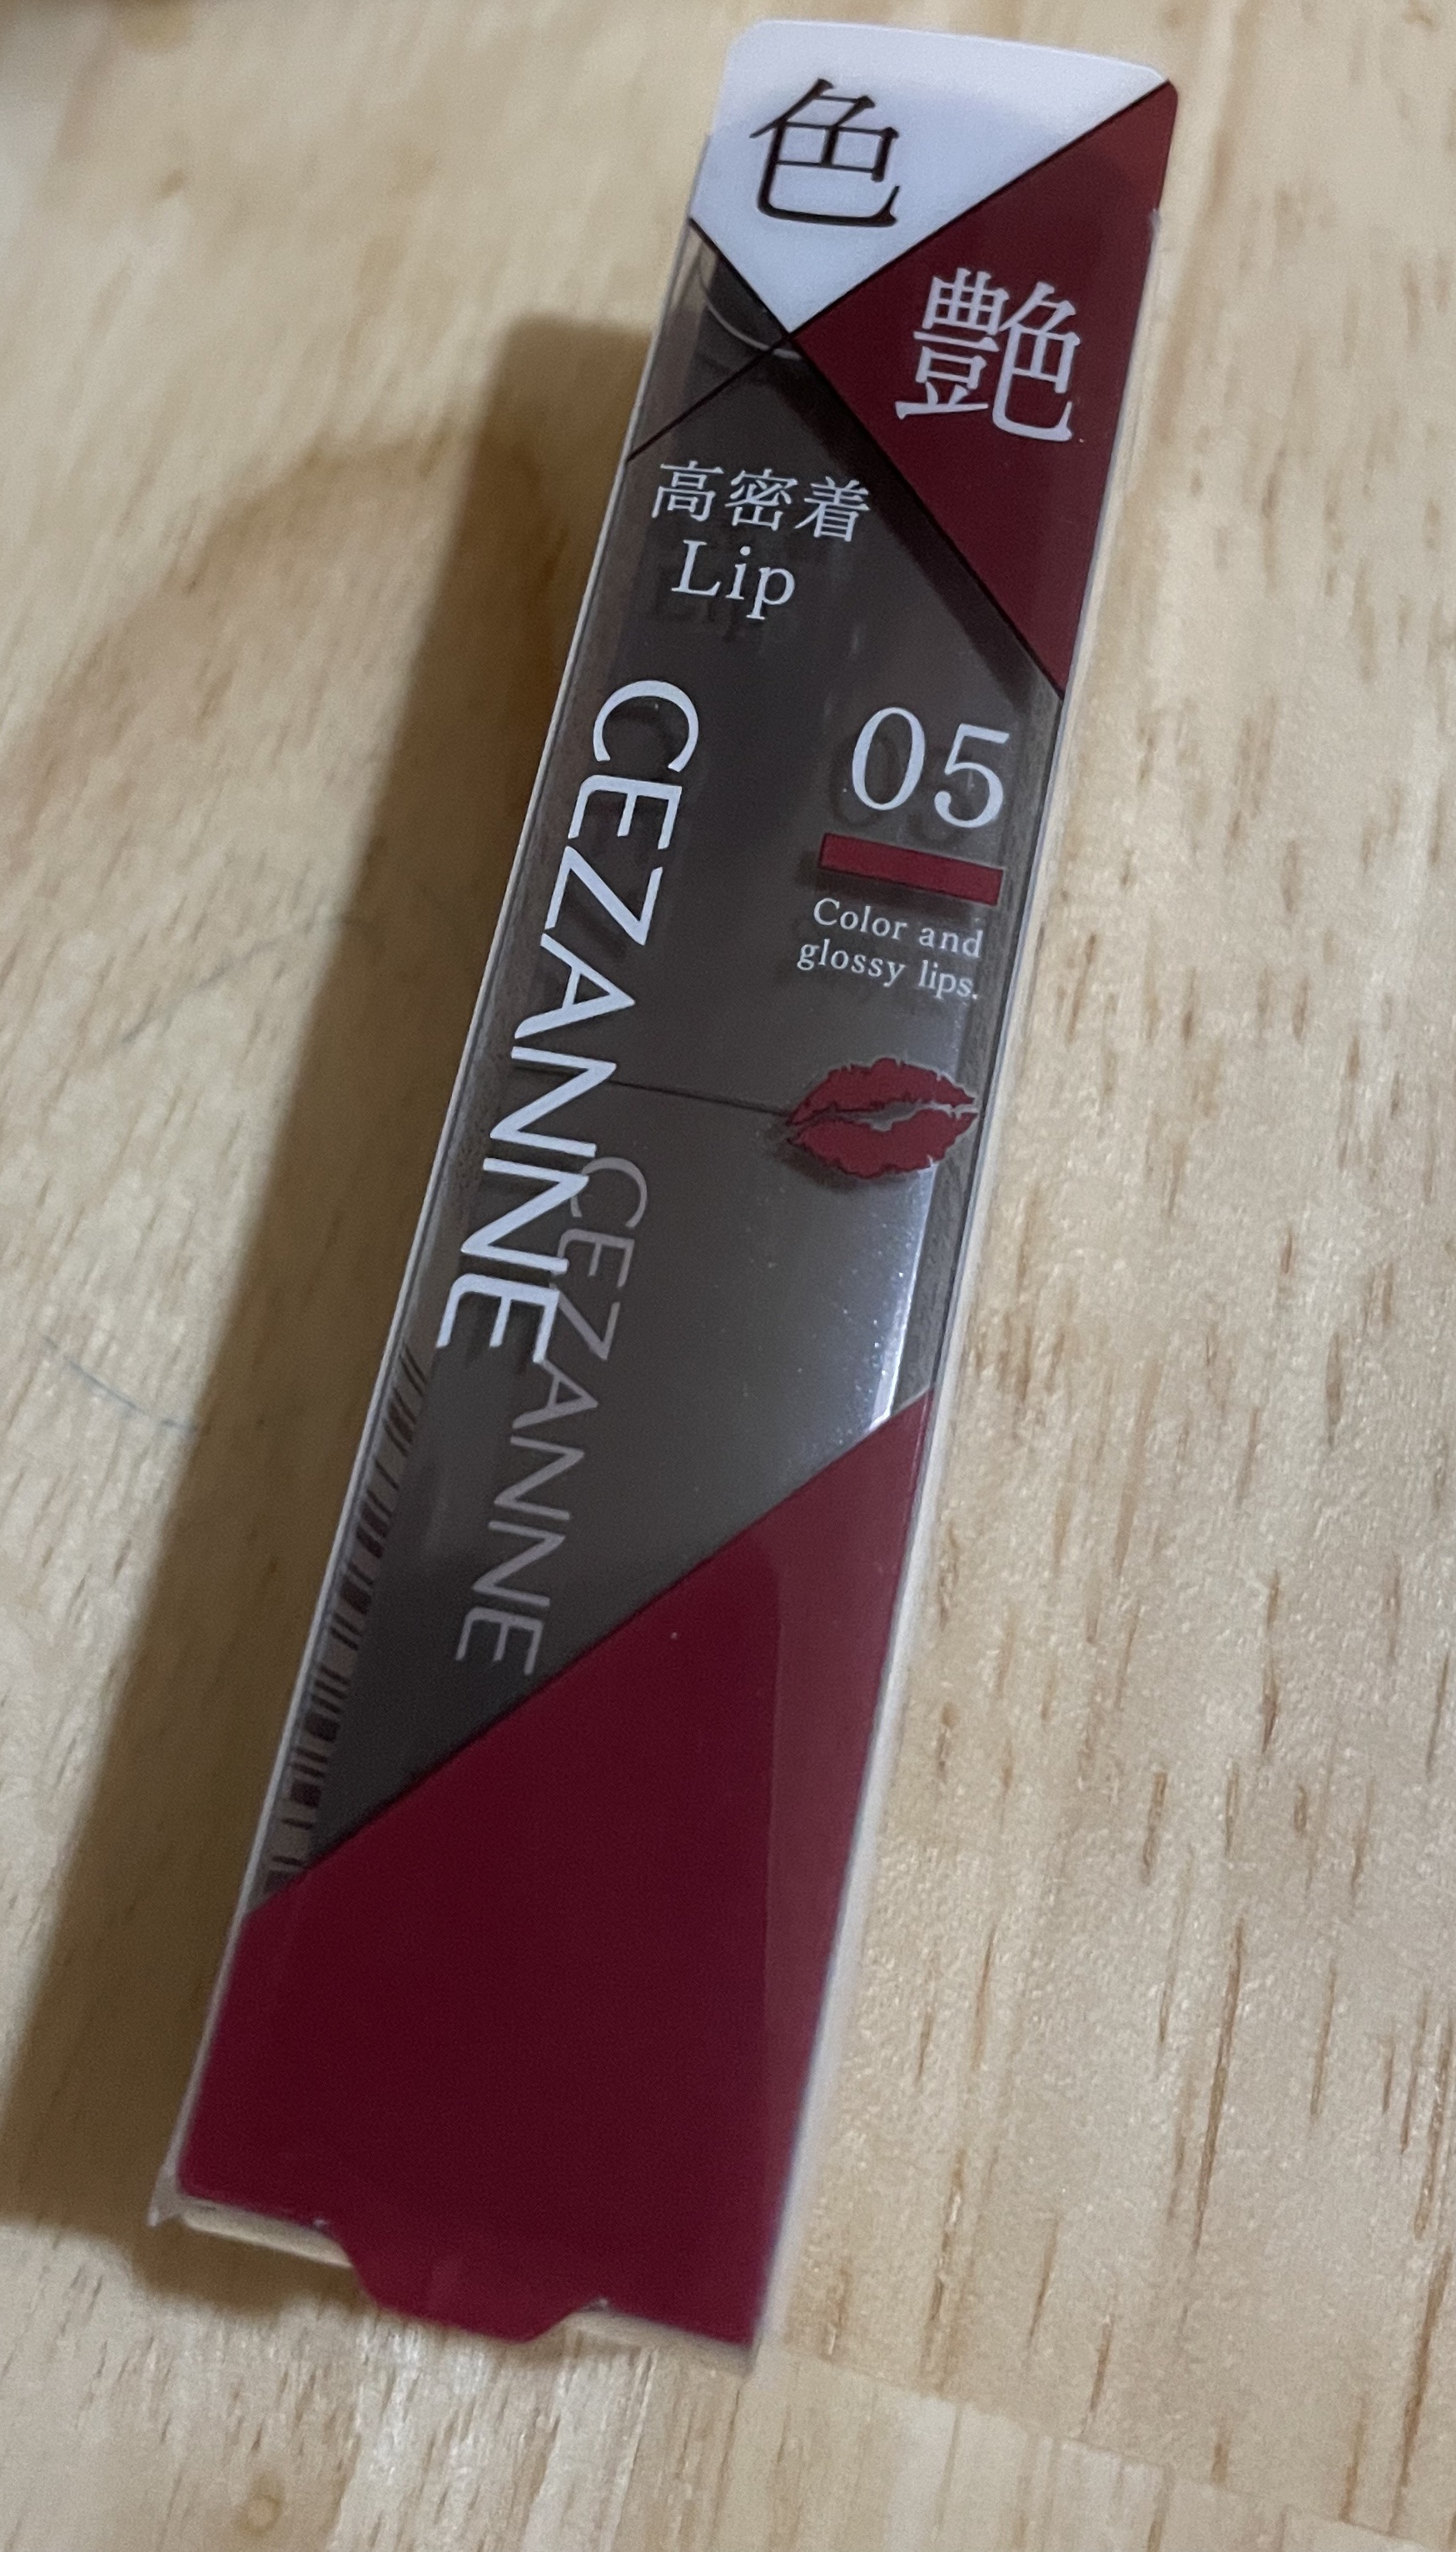 色
艶
高密着
Lip
05
Color and
glossy lips.
CEZANNE
CEZANNE